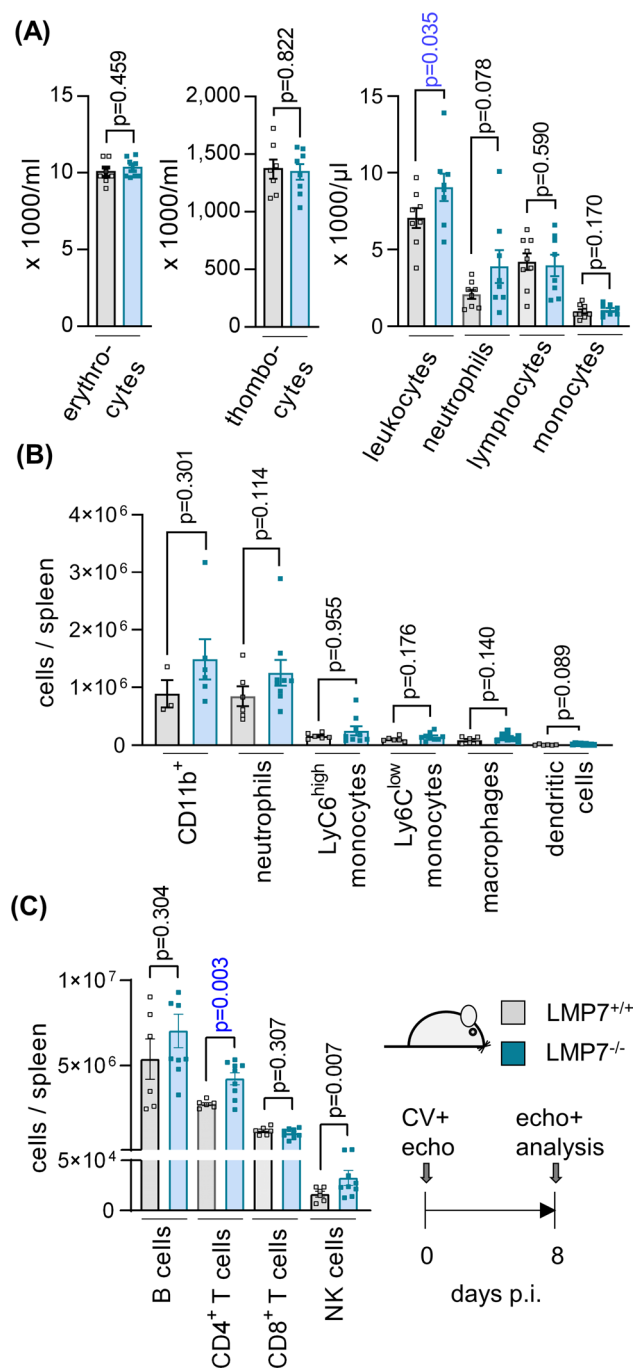 (A)
p=0.459
p=0.822
p=0.035
p=0.078
p=0.590
p=0.170
x 1000/ml
15
10
5
0
erythro-
cytes
x 1000/ml
2,000
1,500
1,000
500
0
thombo-
cytes
x 1000/µl
15
10
5
0
leukocytes
neutrophils
lymphocytes
monocytes
(B)
p=0.301
p=0.114
p=0.955
p=0.176
p=0.140
p=0.089
cells / spleen
4×10⁶
3×10⁶
2×10⁶
1×10⁶
0
CD11b⁺
neutrophils
LyC6ʰⁱᵍʰ
monocytes
Ly6Cˡᵒʷ
monocytes
macrophages
dendritic
cells
(C)
p=0.304
p=0.003
p=0.307
p=0.007
cells / spleen
1×10⁷
5×10⁶
5×10⁴
0
B cells
CD4⁺ T cells
CD8⁺ T cells
NK cells
LMP7⁺/⁺
LMP7⁻/⁻
CV+
echo
echo+
analysis
0
8
days p.i.